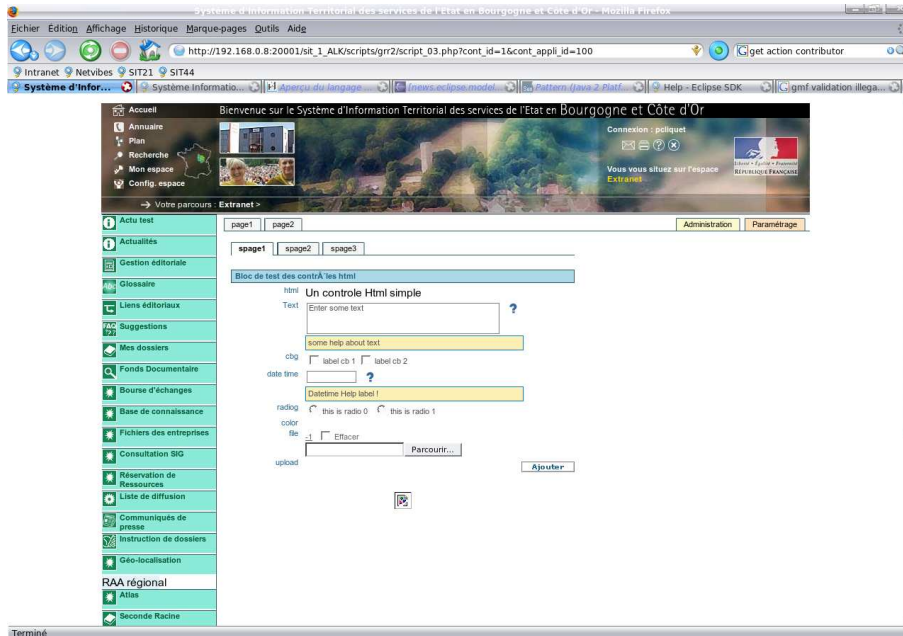 Système d'Information Territorial des services de l'Etat en Bourgogne et Côte d'Or - Mozilla Firefox
Fichier Edition Affichage Historique Marque-pages Outils Aide
http://192.168.0.8:20001/sit_1_ALK/scripts/grr2/script_03.php?cont_id=1&cont_appli_id=100
get action contributor
Intranet Netvibes SIT21 SIT44
Système d'Infor... Système Informatio... Aperçu du langage [news.eclipse.model... Pattern (Java 2 Platf... Help - Eclipse SDK gmf validation illega...
Accueil
Bienvenue sur le Système d'Information Territorial des services de l'Etat en Bourgogne et Côte d'Or
Annuaire
Plan
Recherche
Mon espace
Config. espace
Connexion : pcliquet
Vous vous situez sur l'espace
Extranet
Liberté • Égalité • Fraternité
RÉPUBLIQUE FRANÇAISE
→ Votre parcours : Extranet >
Actu test
Actualités
Gestion éditoriale
Abc Glossaire
Liens éditoriaux
FAQ Suggestions
Mes dossiers
Fonds Documentaire
Bourse d'échanges
Base de connaissance
Fichiers des entreprises
Consultation SIG
Réservation de
Ressources
Liste de diffusion
Communiqués de
presse
Instruction de dossiers
Géo-localisation
RAA régional
Atlas
Seconde Racine
page1 page2
Administration Paramétrage
spage1 spage2 spage3
Bloc de test des contrÃ´les html
html Un controle Html simple
Text Enter some text ?
some help about text
cbg label cb 1 label cb 2
date time ?
Datetime Help label !
radiog this is radio 0 this is radio 1
color
file -1 Effacer
Parcourir...
upload
Ajouter
Terminé